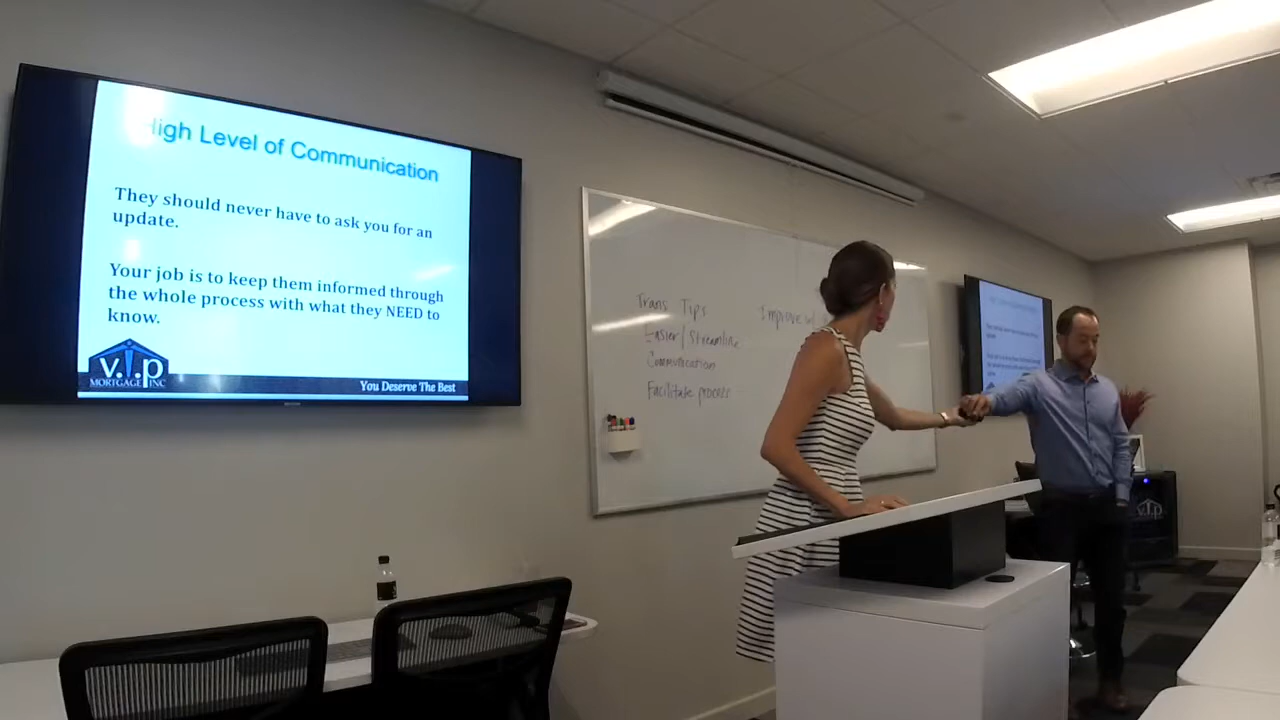 High Level of Communication
They should never have to ask you for an
update.
Your job is to keep them informed through
the whole process with what they NEED to
know.
v.i.p
MORTGAGE INC
You Deserve The Best
Trans Tips
Easier/Streamline
Communication
Facilitate process
Improve w/
v.i.p